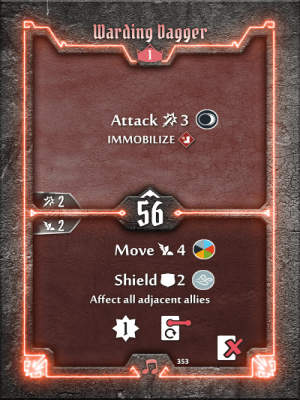 Warding Dagger
1
Attack 3
IMMOBILIZE
2
56
2
Move 4
Shield 2
Affect all adjacent allies
1
353